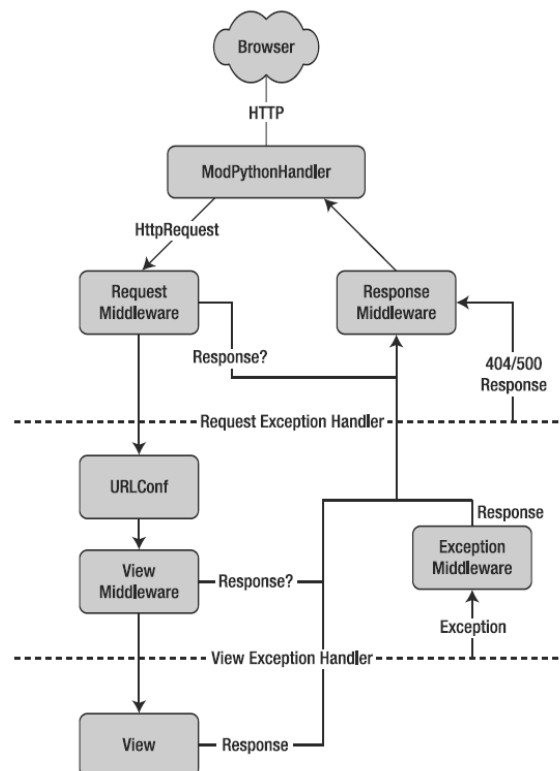 Browser
HTTP
ModPythonHandler
HttpRequest
Request
Middleware
Response
Middleware
Response?
404/500
Response
Request Exception Handler
URLConf
Response
View
Middleware
Response?
Exception
Middleware
Exception
View Exception Handler
View
Response